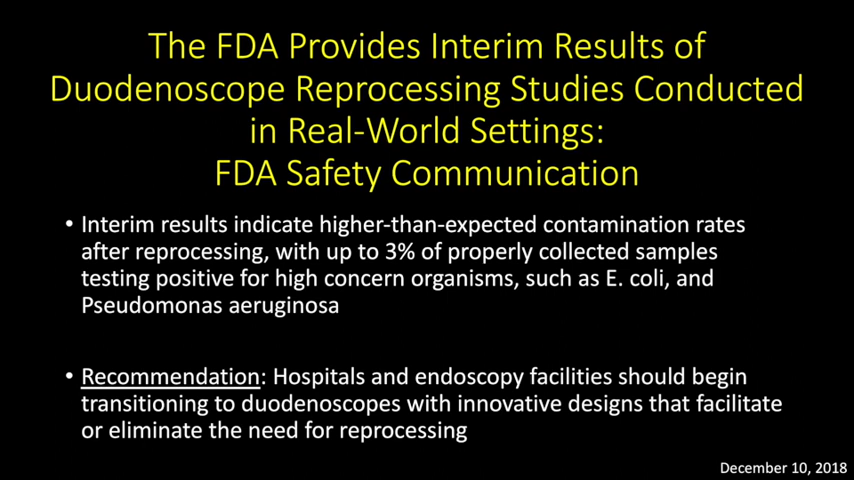 The FDA Provides Interim Results of
Duodenoscope Reprocessing Studies Conducted
in Real-World Settings:
FDA Safety Communication
• Interim results indicate higher-than-expected contamination rates
after reprocessing, with up to 3% of properly collected samples
testing positive for high concern organisms, such as E. coli, and
Pseudomonas aeruginosa
• Recommendation: Hospitals and endoscopy facilities should begin
transitioning to duodenoscopes with innovative designs that facilitate
or eliminate the need for reprocessing
December 10, 2018